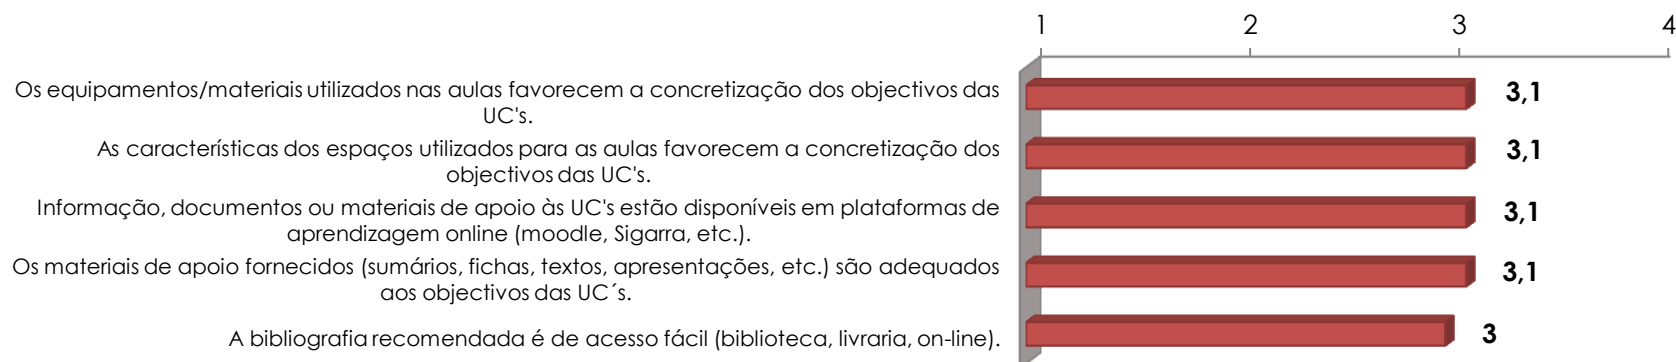 1 2 3 4
Os equipamentos/materiais utilizados nas aulas favorecem a concretização dos objectivos das
UC's.
3,1
As características dos espaços utilizados para as aulas favorecem a concretização dos
objectivos das UC's.
3,1
Informação, documentos ou materiais de apoio às UC's estão disponíveis em plataformas de
aprendizagem online (moodle, Sigarra, etc.).
3,1
Os materiais de apoio fornecidos (sumários, fichas, textos, apresentações, etc.) são adequados
aos objectivos das UC´s.
3,1
A bibliografia recomendada é de acesso fácil (biblioteca, livraria, on-line).
3